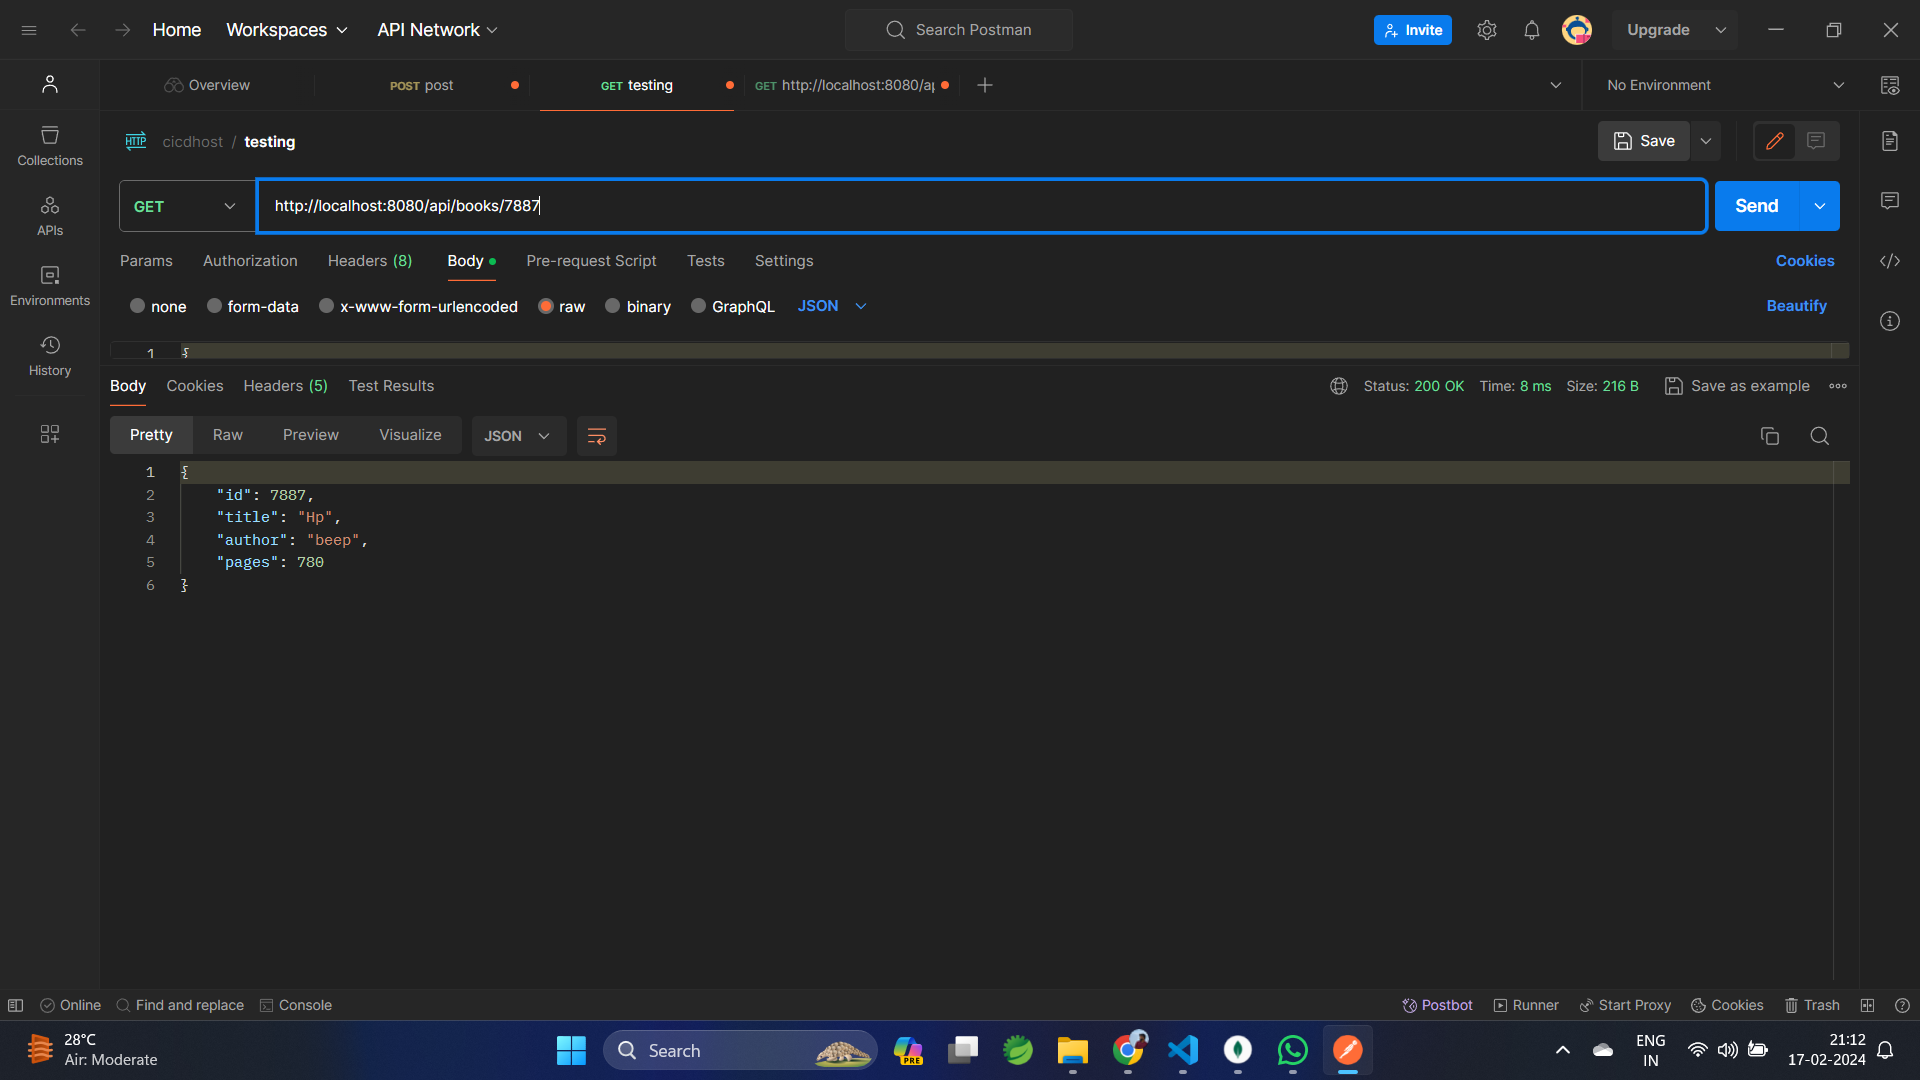 Home Workspaces API Network Search Postman Invite Upgrade
Overview POST post GET testing GET http://localhost:8080/a No Environment
HTTP cicdhost / testing Save
Collections
APIs
Environments
History
GET http://localhost:8080/api/books/7887 Send
Params Authorization Headers (8) Body Pre-request Script Tests Settings Cookies
none form-data x-www-form-urlencoded raw binary GraphQL JSON Beautify
1 {
Body Cookies Headers (5) Test Results Status: 200 OK Time: 8 ms Size: 216 B Save as example
Pretty Raw Preview Visualize JSON
1 {
2 "id": 7887,
3 "title": "Hp",
4 "author": "beep",
5 "pages": 780
6 }
Online Find and replace Console Postbot Runner Start Proxy Cookies Trash
28°C
Air: Moderate
Search
PRE
ENG
IN
21:12
17-02-2024